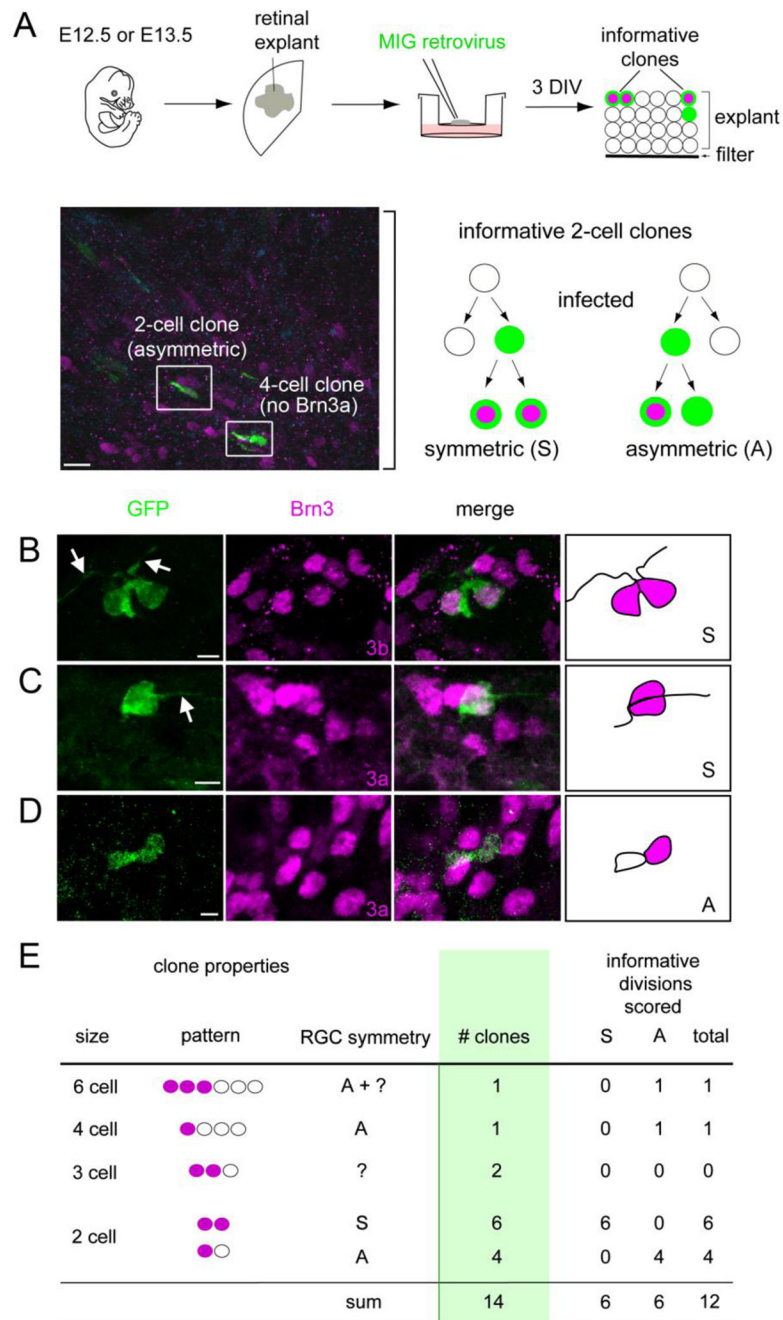 A
E12.5 or E13.5
retinal
explant
MIG retrovirus
3 DIV
informative
clones
explant
filter
2-cell clone
(asymmetric)
4-cell clone
(no Brn3a)
informative 2-cell clones
infected
symmetric (S)
asymmetric (A)
GFP
Brn3
merge
B
3b
S
C
3a
S
D
3a
A
E
clone properties
informative
divisions
scored
size pattern RGC symmetry # clones S A total
6 cell A + ? 1 0 1 1
4 cell A 1 0 1 1
3 cell ? 2 0 0 0
2 cell
S 6 6 0 6
A 4 0 4 4
sum 14 6 6 12